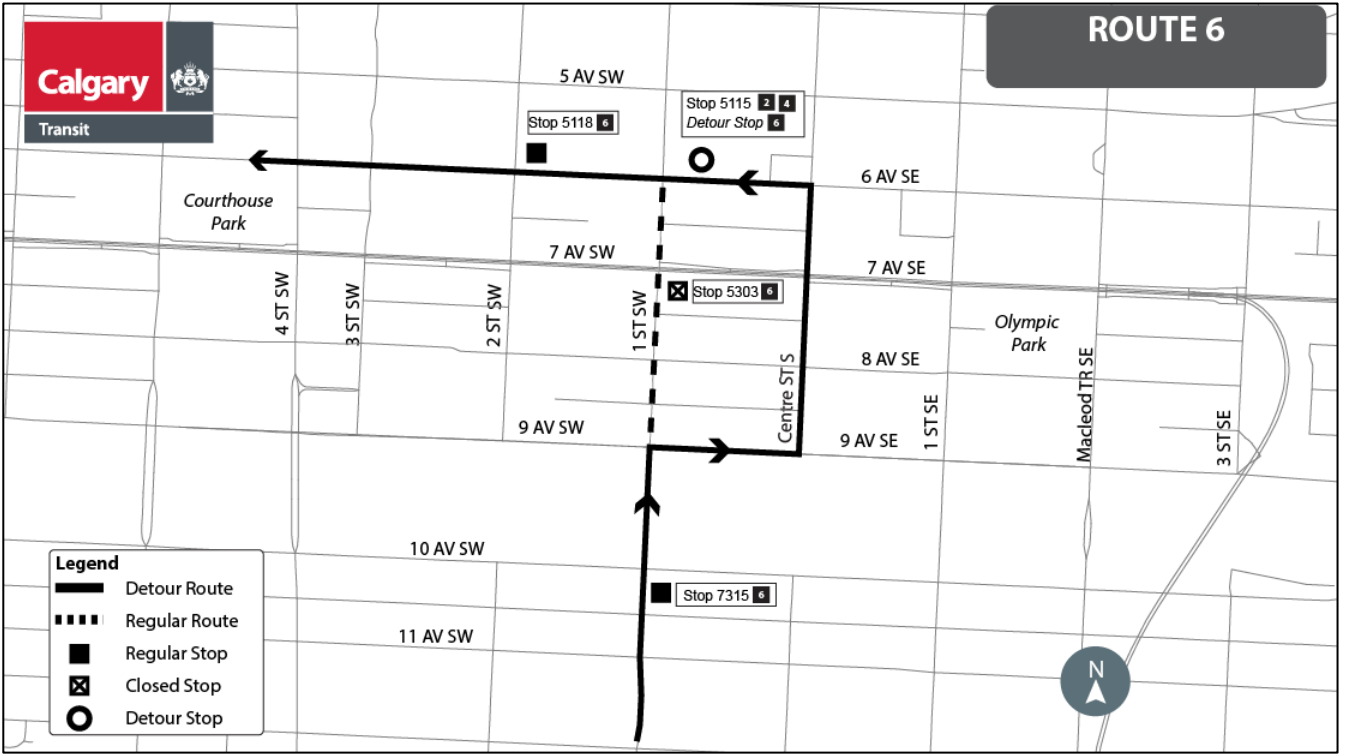 ROUTE 6
Calgary
Transit
5 AV SW
Stop 5115 2 4
Detour Stop 6
Stop 5118 6
6 AV SE
Courthouse
Park
7 AV SW
7 AV SE
Stop 5303 6
4 ST SW
3 ST SW
2 ST SW
1 ST SW
Olympic
Park
8 AV SE
Centre ST S
Macleod TR SE
1 ST SE
3 ST SE
9 AV SW
9 AV SE
10 AV SW
Legend
Detour Route
Regular Route
Regular Stop
Closed Stop
Detour Stop
Stop 7315 6
11 AV SW
N